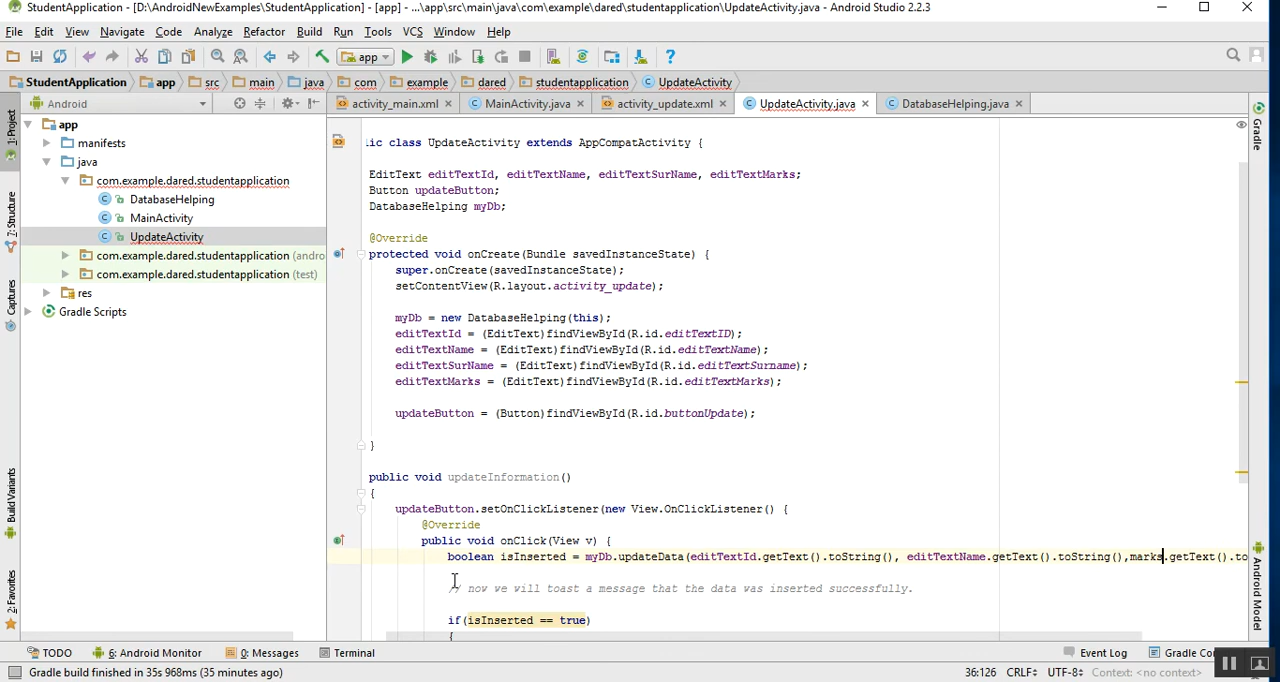 StudentApplication - [D:\AndroidNewExamples\StudentApplication] - [app] - ...\app\src\main\java\com\example\dared\studentapplication\UpdateActivity.java - Android Studio 2.2.3
File Edit View Navigate Code Analyze Refactor Build Run Tools VCS Window Help
app
StudentApplication app src main java com example dared studentapplication UpdateActivity
Android
activity_main.xml MainActivity.java activity_update.xml UpdateActivity.java DatabaseHelping.java
1: Project
7: Structure
Captures
Build Variants
2: Favorites
app
manifests
java
com.example.dared.studentapplication
DatabaseHelping
MainActivity
UpdateActivity
com.example.dared.studentapplication (andro
com.example.dared.studentapplication (test)
res
Gradle Scripts
lic class UpdateActivity extends AppCompatActivity {
EditText editTextId, editTextName, editTextSurName, editTextMarks;
Button updateButton;
DatabaseHelping myDb;
@Override
protected void onCreate(Bundle savedInstanceState) {
super.onCreate(savedInstanceState);
setContentView(R.layout.activity_update);
myDb = new DatabaseHelping(this);
editTextId = (EditText)findViewById(R.id.editTextID);
editTextName = (EditText)findViewById(R.id.editTextName);
editTextSurName = (EditText)findViewById(R.id.editTextSurname);
editTextMarks = (EditText)findViewById(R.id.editTextMarks);
updateButton = (Button)findViewById(R.id.buttonUpdate);
}
public void updateInformation()
{
updateButton.setOnClickListener(new View.OnClickListener() {
@Override
public void onClick(View v) {
boolean isInserted = myDb.updateData(editTextId.getText().toString(), editTextName.getText().toString(),marks.getText().to
// now we will toast a message that the data was inserted successfully.
if(isInserted == true)
{
Gradle
Android Model
TODO 6: Android Monitor 0: Messages Terminal Event Log Gradle Con
Gradle build finished in 35s 968ms (35 minutes ago) 36:126 CRLF÷ UTF-8÷ Context: <no context>